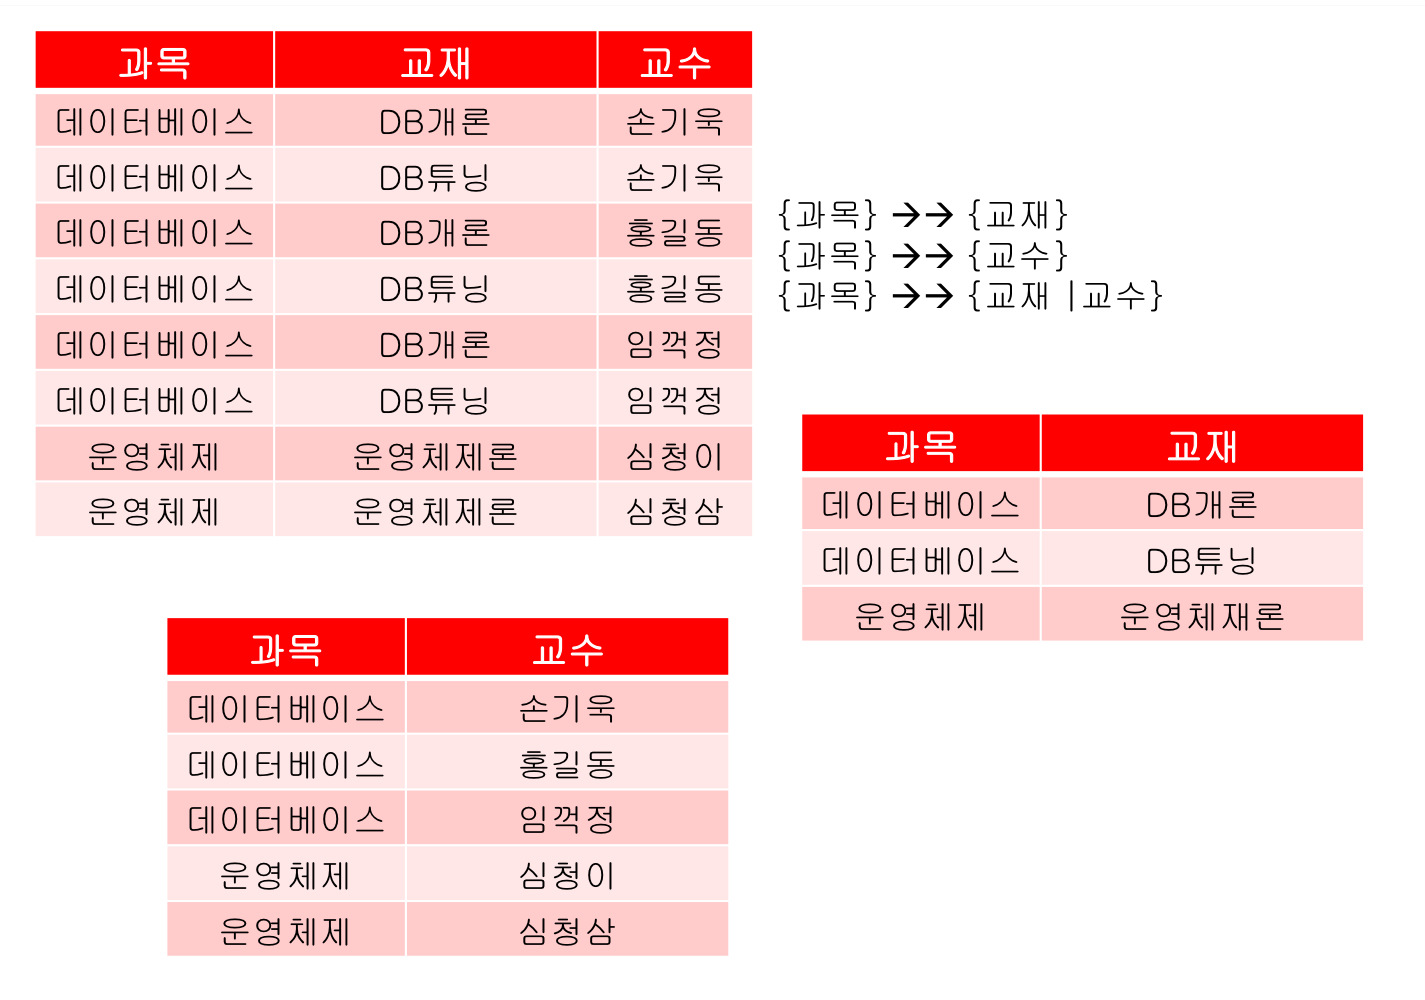 과목 교재 교수
데이터베이스 DB개론 손기욱
데이터베이스 DB튜닝 손기욱
데이터베이스 DB개론 홍길동
데이터베이스 DB튜닝 홍길동
데이터베이스 DB개론 임꺽정
데이터베이스 DB튜닝 임꺽정
운영체제 운영체제론 심청이
운영체제 운영체제론 심청삼
{과목} →→ {교재}
{과목} →→ {교수}
{과목} →→ {교재 |교수}
과목 교재
데이터베이스 DB개론
데이터베이스 DB튜닝
운영체제 운영체재론
과목 교수
데이터베이스 손기욱
데이터베이스 홍길동
데이터베이스 임꺽정
운영체제 심청이
운영체제 심청삼